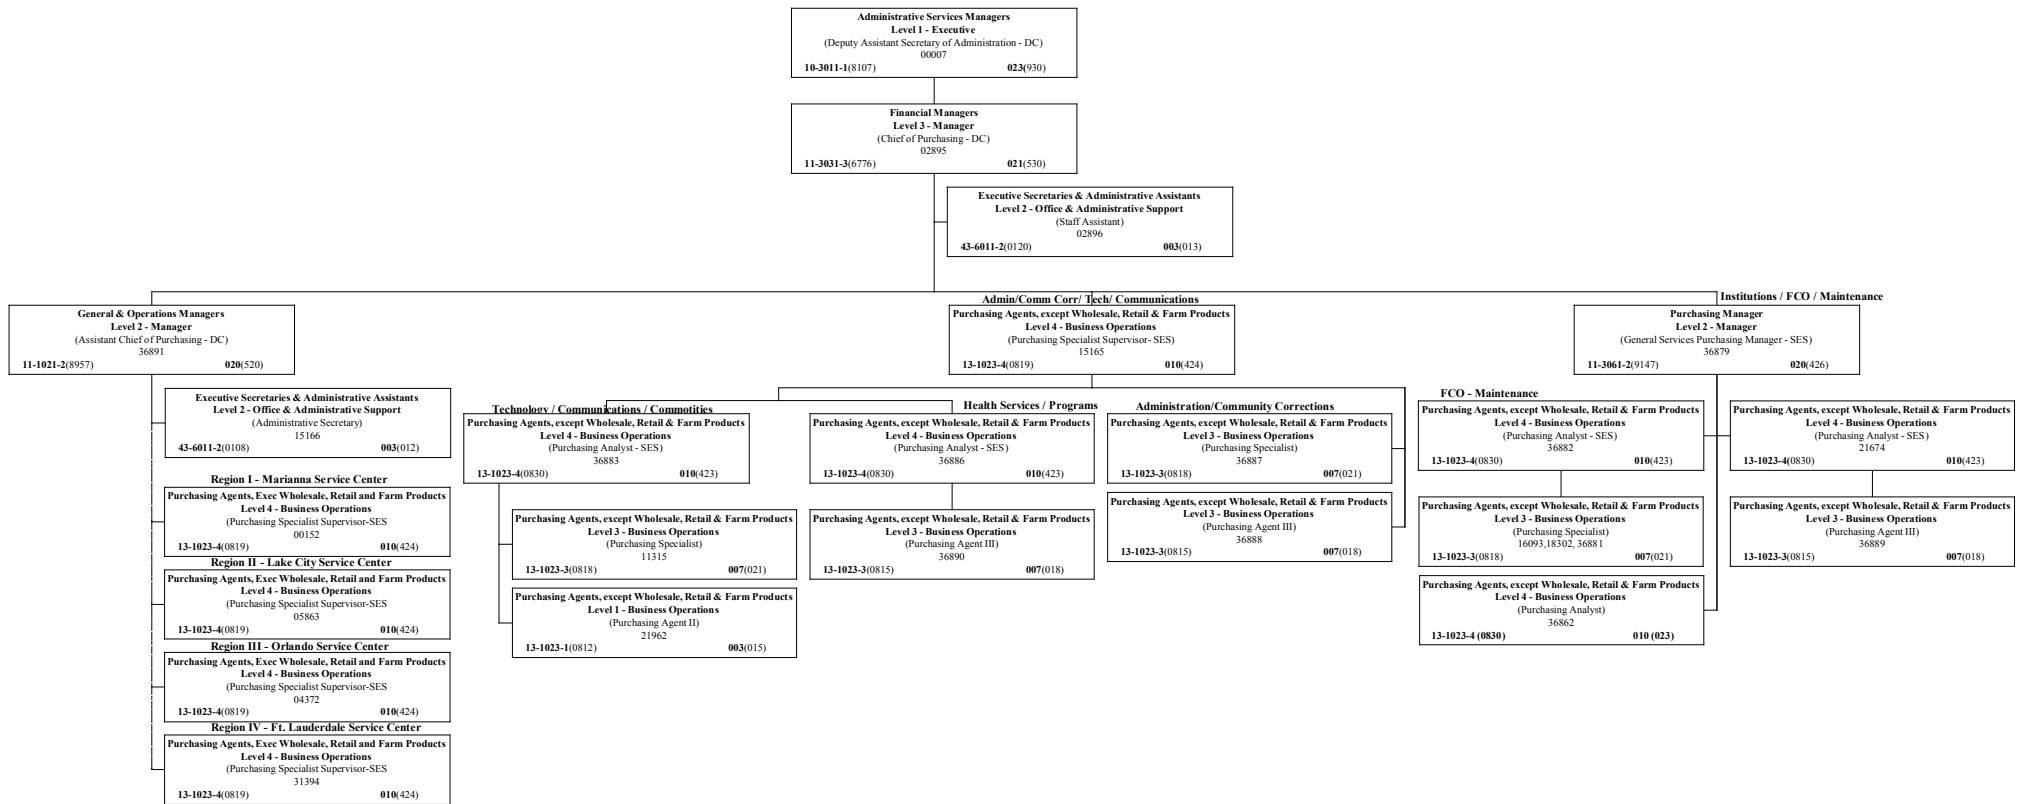 Administrative Services Managers
Level 1 - Executive
(Deputy Assistant Secretary of Administration - DC)
00007
10-3011-1(8107) 023(930)
Financial Managers
Level 3 - Manager
(Chief of Purchasing - DC)
02895
11-3031-3(6776) 021(530)
Executive Secretaries & Administrative Assistants
Level 2 - Office & Administrative Support
(Staff Assistant)
02896
43-6011-2(0120) 003(013)
General & Operations Managers
Level 2 - Manager
(Assistant Chief of Purchasing - DC)
36891
11-1021-2(8957) 020(520)
Executive Secretaries & Administrative Assistants
Level 2 - Office & Administrative Support
(Administrative Secretary)
15166
43-6011-2(0108) 003(012)
Region I - Marianna Service Center
Purchasing Agents, Exec Wholesale, Retail and Farm Products
Level 4 - Business Operations
(Purchasing Specialist Supervisor-SES
00152
13-1023-4(0819) 010(424)
Region II - Lake City Service Center
Purchasing Agents, Exec Wholesale, Retail and Farm Products
Level 4 - Business Operations
(Purchasing Specialist Supervisor-SES
05863
13-1023-4(0819) 010(424)
Region III - Orlando Service Center
Purchasing Agents, Exec Wholesale, Retail and Farm Products
Level 4 - Business Operations
(Purchasing Specialist Supervisor-SES
04372
13-1023-4(0819) 010(424)
Region IV - Ft. Lauderdale Service Center
Purchasing Agents, Exec Wholesale, Retail and Farm Products
Level 4 - Business Operations
(Purchasing Specialist Supervisor-SES
31394
13-1023-4(0819) 010(424)
Admin/Comm Corr/ Tech/ Communications
Purchasing Agents, except Wholesale, Retail & Farm Products
Level 4 - Business Operations
(Purchasing Specialist Supervisor- SES)
15165
13-1023-4(0819) 010(424)
Technology / Communications / Commotities
Purchasing Agents, except Wholesale, Retail & Farm Products
Level 4 - Business Operations
(Purchasing Analyst - SES)
36883
13-1023-4(0830) 010(423)
Purchasing Agents, except Wholesale, Retail & Farm Products
Level 3 - Business Operations
(Purchasing Specialist)
11315
13-1023-3(0818) 007(021)
Purchasing Agents, except Wholesale, Retail & Farm Products
Level 1 - Business Operations
(Purchasing Agent II)
21962
13-1023-1(0812) 003(015)
Health Services / Programs
Purchasing Agents, except Wholesale, Retail & Farm Products
Level 4 - Business Operations
(Purchasing Analyst - SES)
36886
13-1023-4(0830) 010(423)
Purchasing Agents, except Wholesale, Retail & Farm Products
Level 3 - Business Operations
(Purchasing Agent III)
36890
13-1023-3(0815) 007(018)
Administration/Community Corrections
Purchasing Agents, except Wholesale, Retail & Farm Products
Level 3 - Business Operations
(Purchasing Specialist)
36887
13-1023-3(0818) 007(021)
Purchasing Agents, except Wholesale, Retail & Farm Products
Level 3 - Business Operations
(Purchasing Agent III)
36888
13-1023-3(0815) 007(018)
Institutions / FCO / Maintenance
Purchasing Manager
Level 2 - Manager
(General Services Purchasing Manager - SES)
36879
11-3061-2(9147) 020(426)
FCO - Maintenance
Purchasing Agents, except Wholesale, Retail & Farm Products
Level 4 - Business Operations
(Purchasing Analyst - SES)
36882
13-1023-4(0830) 010(423)
Purchasing Agents, except Wholesale, Retail & Farm Products
Level 3 - Business Operations
(Purchasing Specialist)
16093,18302, 36881
13-1023-3(0818) 007(021)
Purchasing Agents, except Wholesale, Retail & Farm Products
Level 4 - Business Operations
(Purchasing Analyst)
36862
13-1023-4 (0830) 010 (023)
Purchasing Agents, except Wholesale, Retail & Farm Products
Level 4 - Business Operations
(Purchasing Analyst - SES)
21674
13-1023-4(0830) 010(423)
Purchasing Agents, except Wholesale, Retail & Farm Products
Level 3 - Business Operations
(Purchasing Agent III)
36889
13-1023-3(0815) 007(018)